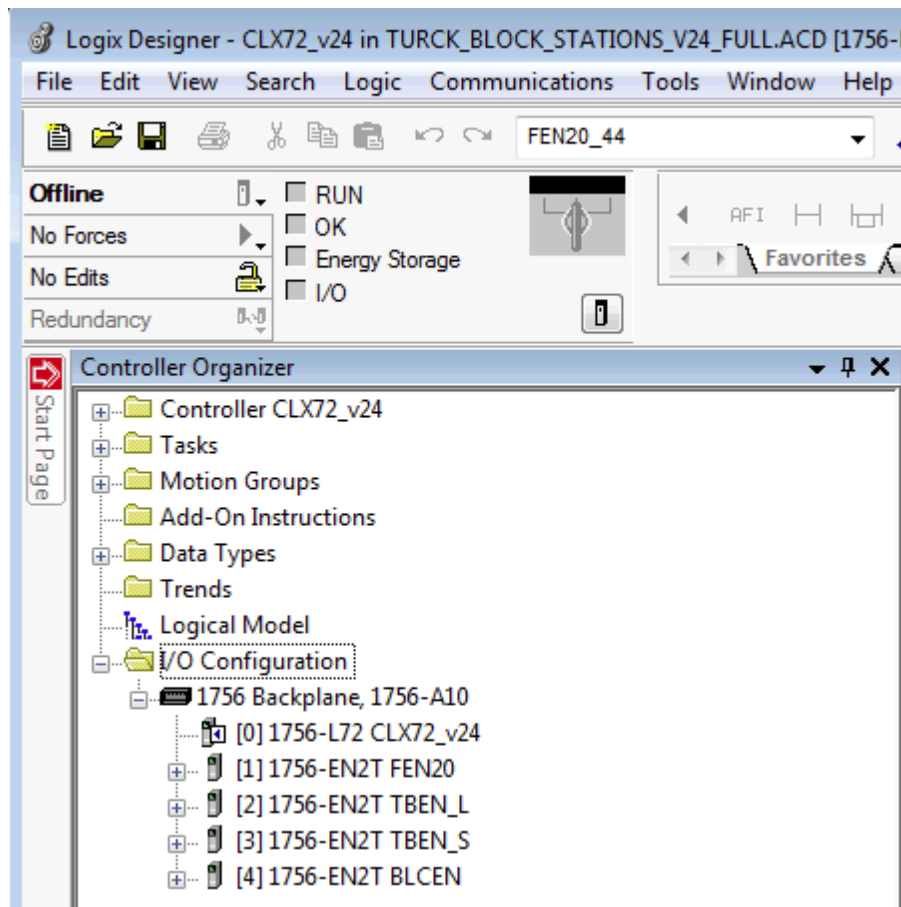 Logix Designer - CLX72_v24 in TURCK_BLOCK_STATIONS_V24_FULL.ACD [1756-
File Edit View Search Logic Communications Tools Window Help
FEN20_44
Offline
RUN
No Forces
OK
No Edits
Energy Storage
Redundancy
I/O
AFI
Favorites
Start Page
Controller Organizer
Controller CLX72_v24
Tasks
Motion Groups
Add-On Instructions
Data Types
Trends
Logical Model
I/O Configuration
1756 Backplane, 1756-A10
[0] 1756-L72 CLX72_v24
[1] 1756-EN2T FEN20
[2] 1756-EN2T TBEN_L
[3] 1756-EN2T TBEN_S
[4] 1756-EN2T BLCEN